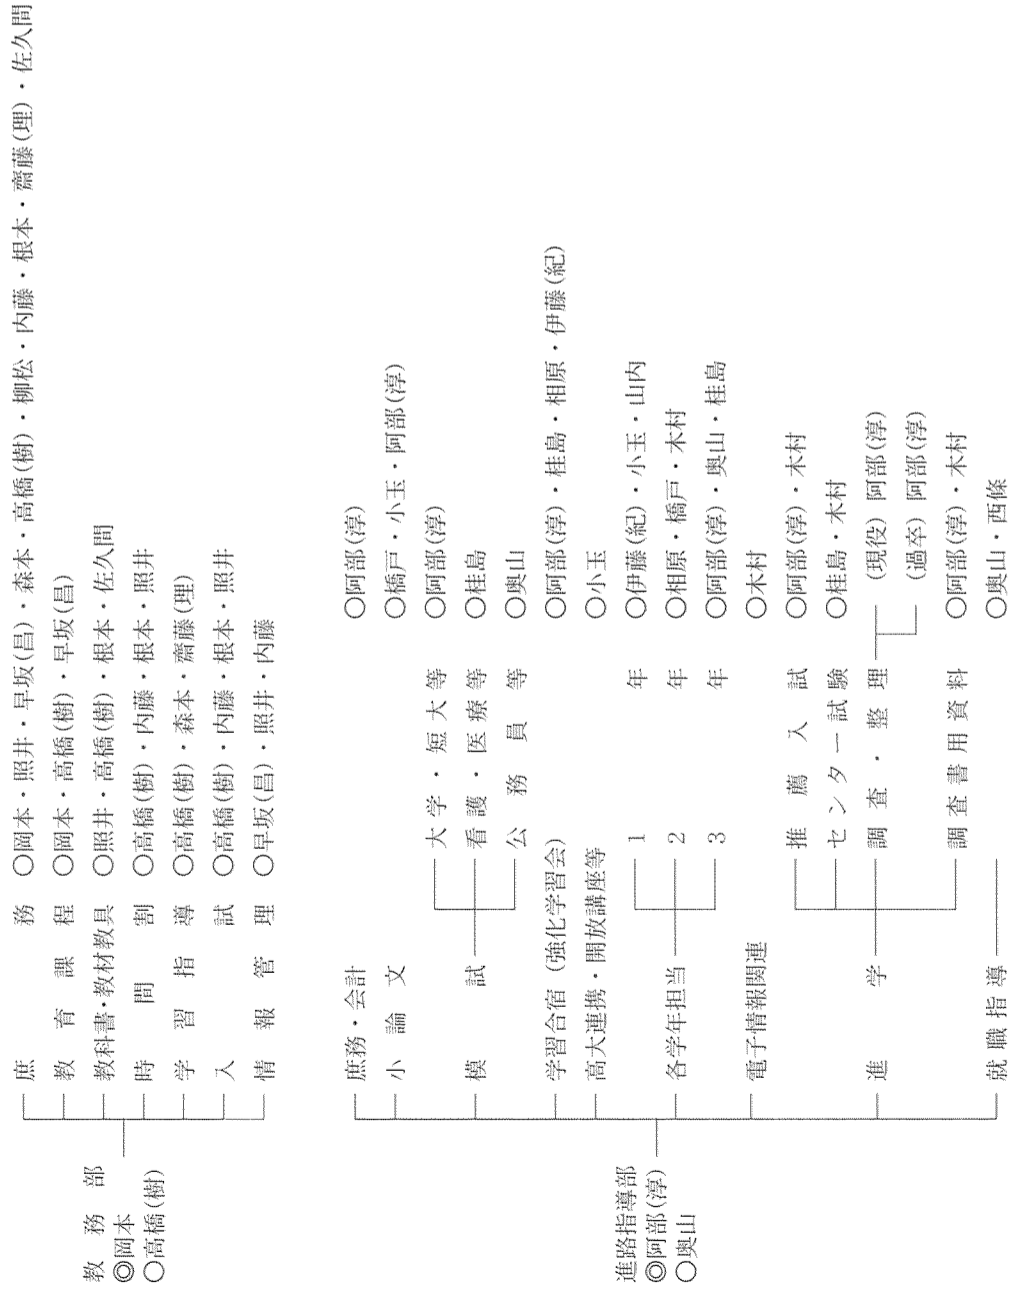 教務部
◎岡本
○高橋(樹)
庶務 ○岡本・照井・早坂(昌)・森本・高橋(樹)・柳松・内藤・根本・齋藤(理)・佐久間
教育課程 ○岡本・高橋(樹)・早坂(昌)
教科書・教材教具 ○照井・高橋(樹)・根本・佐久間
時間割 ○高橋(樹)・内藤・根本・照井
学習指導 ○高橋(樹)・森本・齋藤(理)
入試 ○高橋(樹)・内藤・根本・照井
情報管理 ○早坂(昌)・照井・内藤
進路指導部
◎阿部(淳)
○奥山
庶務・会計 ○阿部(淳)
小論文 ○橋戸・小玉・阿部(淳)
模試
大学・短大等 ○阿部(淳)
看護・医療等 ○桂島
公務員等 ○奥山
学習合宿(強化学習会) ○阿部(淳)・桂島・相原・伊藤(紀)
高大連携・開放講座等 ○小玉
各学年担当
1年 ○伊藤(紀)・小玉・山内
2年 ○相原・橋戸・木村
3年 ○阿部(淳)・奥山・桂島
電子情報関連 ○木村
進学
推薦入試 ○阿部(淳)・木村
センター試験 ○桂島・木村
調査・整理 (現役) 阿部(淳)
(過卒) 阿部(淳)
調査書用資料 ○阿部(淳)・木村
就職指導 ○奥山・西條